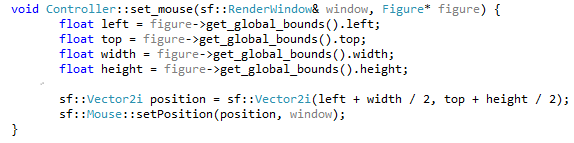 void Controller::set_mouse(sf::RenderWindow& window, Figure* figure) {
float left = figure->get_global_bounds().left;
float top = figure->get_global_bounds().top;
float width = figure->get_global_bounds().width;
float height = figure->get_global_bounds().height;
sf::Vector2i position = sf::Vector2i(left + width / 2, top + height / 2);
sf::Mouse::setPosition(position, window);
}